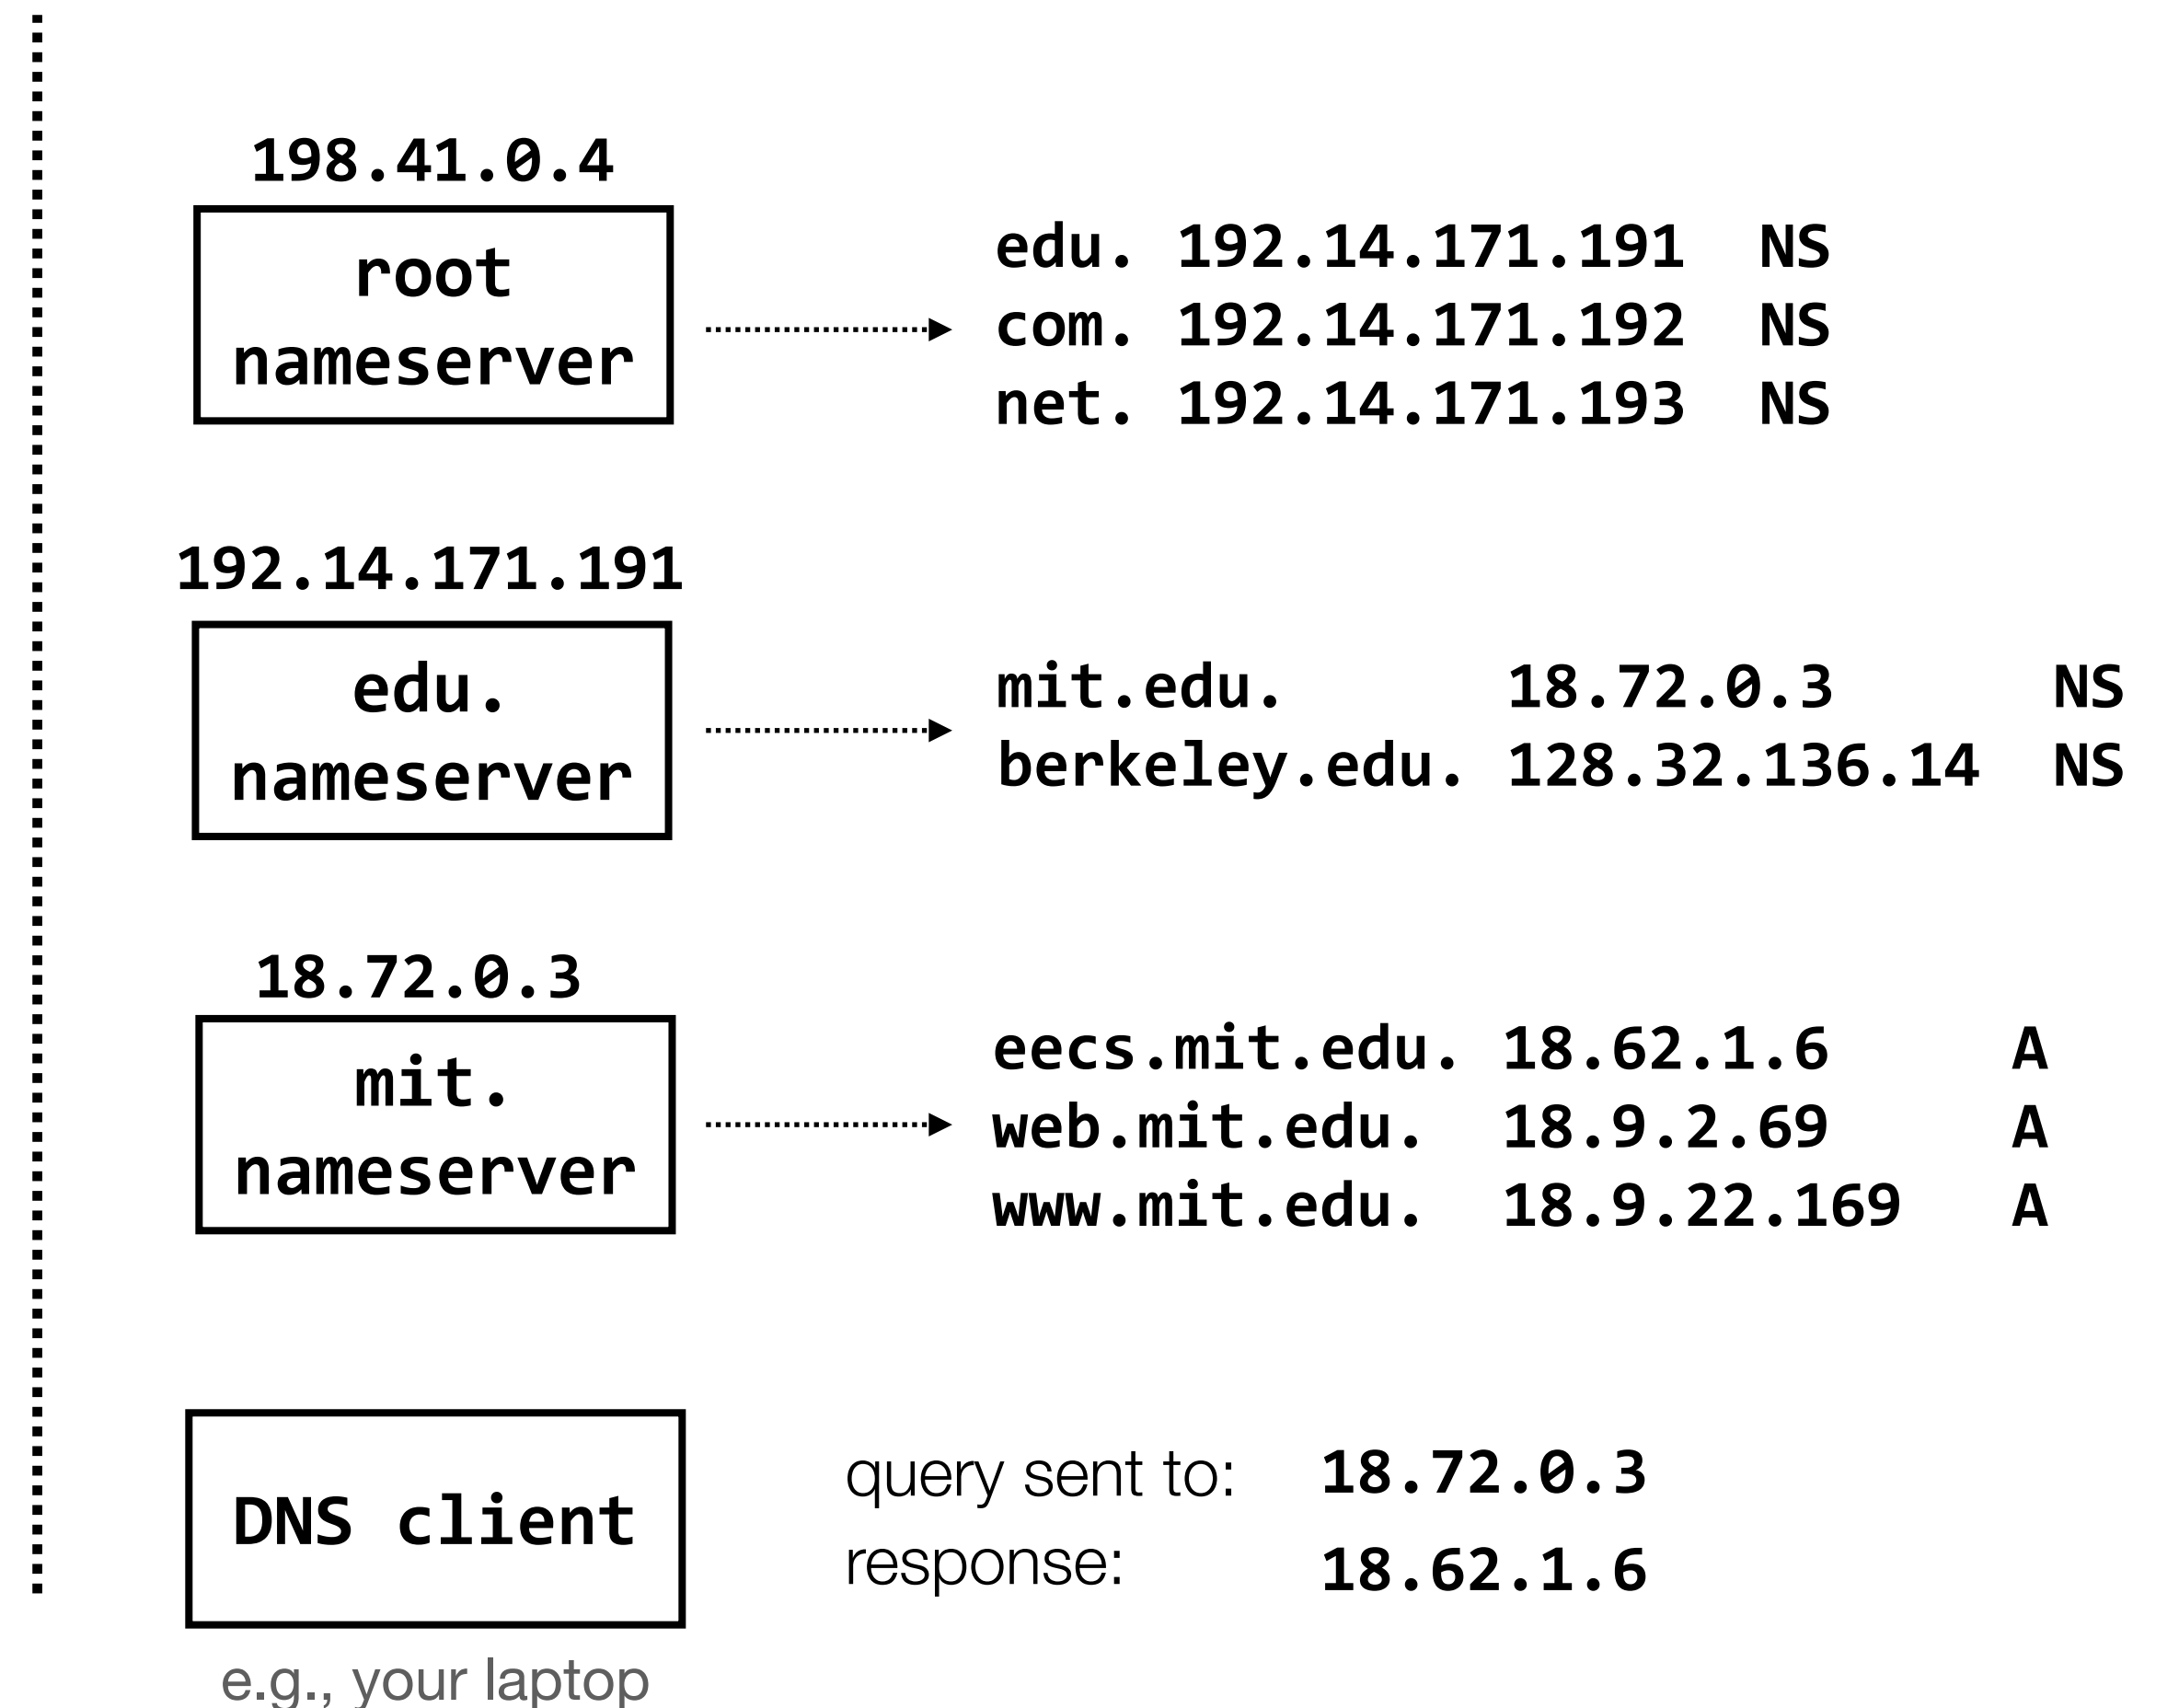 198.41.0.4
root
nameserver
edu. 192.14.171.191 NS
com. 192.14.171.192 NS
net. 192.14.171.193 NS
192.14.171.191
edu.
nameserver
mit.edu. 18.72.0.3 NS
berkeley.edu. 128.32.136.14 NS
18.72.0.3
mit.
nameserver
eecs.mit.edu. 18.62.1.6 A
web.mit.edu. 18.9.2.69 A
www.mit.edu. 18.9.22.169 A
DNS client
e.g., your laptop
query sent to: 18.72.0.3
response: 18.62.1.6